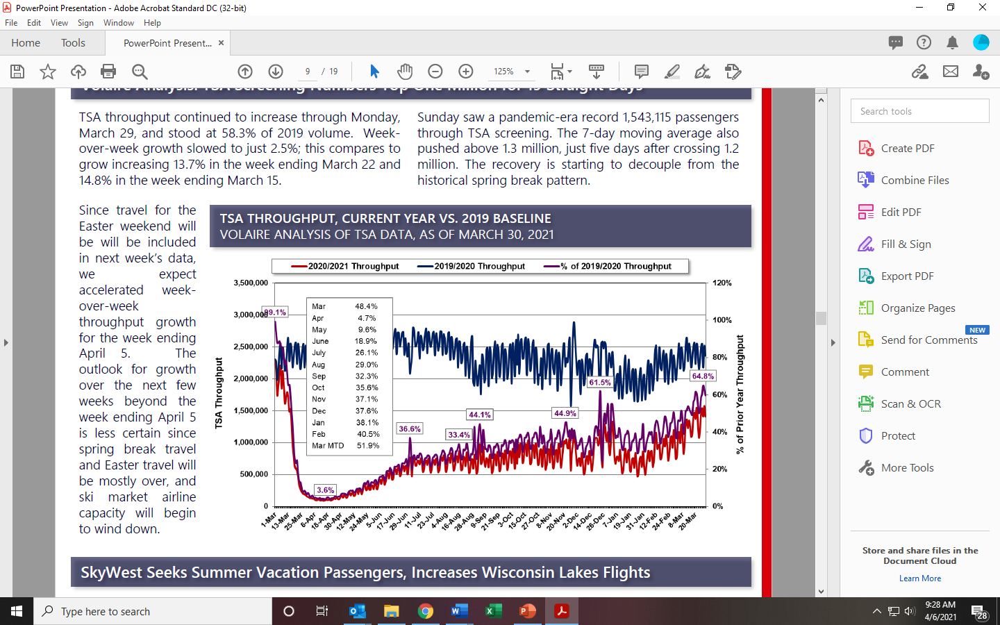 PowerPoint Presentation - Adobe Acrobat Standard DC (32-bit)
File Edit View Sign Window Help
Home Tools PowerPoint Present... ×
9 / 19 125%
Volaire Analysis: TSA Screening Numbers Top One Million for 19 Straight Days
TSA throughput continued to increase through Monday,
March 29, and stood at 58.3% of 2019 volume. Week-
over-week growth slowed to just 2.5%; this compares to
grow increasing 13.7% in the week ending March 22 and
14.8% in the week ending March 15.
Sunday saw a pandemic-era record 1,543,115 passengers
through TSA screening. The 7-day moving average also
pushed above 1.3 million, just five days after crossing 1.2
million. The recovery is starting to decouple from the
historical spring break pattern.
Since travel for the
Easter weekend will
be will be included
in next week's data,
we expect
accelerated week-
over-week
throughput growth
for the week ending
April 5. The
outlook for growth
over the next few
weeks beyond the
week ending April 5
is less certain since
spring break travel
and Easter travel will
be mostly over, and
ski market airline
capacity will begin
to wind down.
TSA THROUGHPUT, CURRENT YEAR VS. 2019 BASELINE
VOLAIRE ANALYSIS OF TSA DATA, AS OF MARCH 30, 2021
2020/2021 Throughput 2019/2020 Throughput % of 2019/2020 Throughput
TSA Throughput
3,500,000
3,000,000
2,500,000
2,000,000
1,500,000
1,000,000
500,000
0
Mar 48.4%
Apr 4.7%
May 9.6%
June 18.9%
July 26.1%
Aug 29.0%
Sep 32.3%
Oct 35.6%
Nov 37.1%
Dec 37.6%
Jan 38.1%
Feb 40.5%
Mar MTD 51.9%
99.1%
3.6%
36.6%
33.4%
44.1%
44.9%
61.5%
64.8%
120%
100%
80%
60%
40%
20%
0%
% of Prior Year Throughput
1-Mar 13-Mar 25-Mar 6-Apr 18-Apr 30-Apr 12-May 24-May 5-Jun 17-Jun 29-Jun 11-Jul 23-Jul 4-Aug 16-Aug 28-Aug 9-Sep 21-Sep 3-Oct 15-Oct 27-Oct 8-Nov 20-Nov 2-Dec 14-Dec 26-Dec 7-Jan 19-Jan 31-Jan 12-Feb 24-Feb 8-Mar 20-Mar
SkyWest Seeks Summer Vacation Passengers, Increases Wisconsin Lakes Flights
Search tools
Create PDF
Combine Files
Edit PDF
Fill & Sign
Export PDF
Organize Pages
NEW
Send for Comments
Comment
Scan & OCR
Protect
More Tools
Store and share files in the
Document Cloud
Learn More
Type here to search
9:28 AM
4/6/2021
28